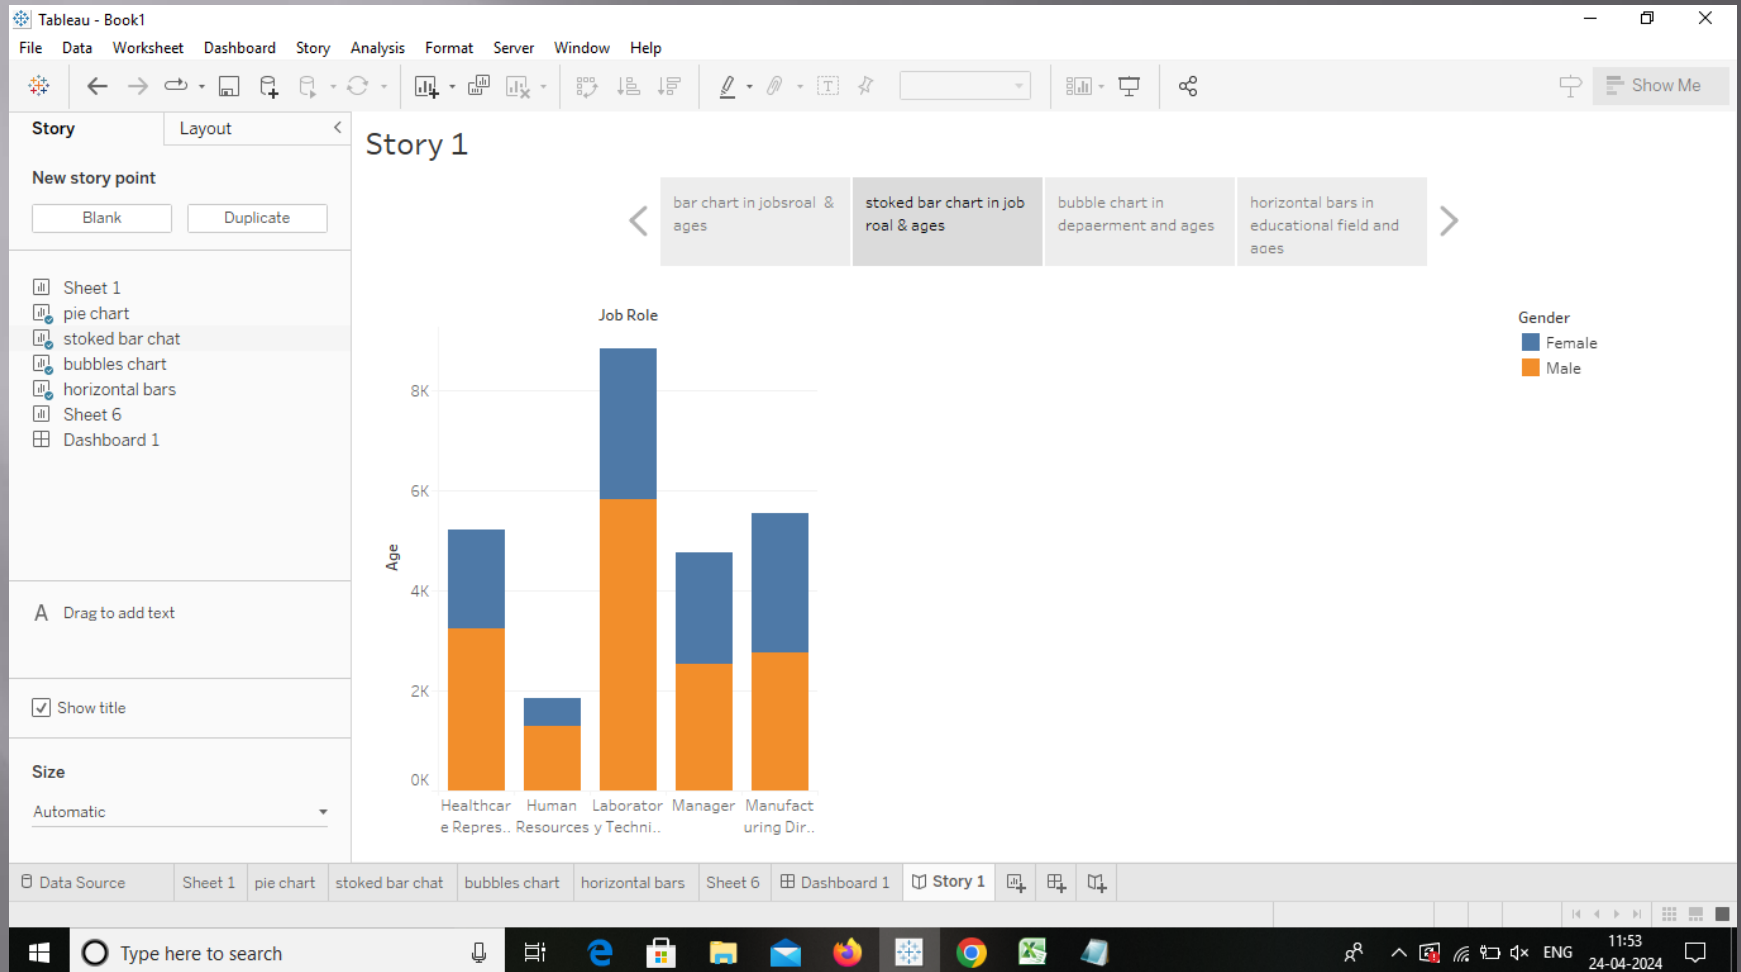 Tableau - Book1
File Data Worksheet Dashboard Story Analysis Format Server Window Help
Show Me
Story Layout
New story point
Blank Duplicate
Sheet 1
pie chart
stoked bar chat
bubbles chart
horizontal bars
Sheet 6
Dashboard 1
A Drag to add text
Show title
Size
Automatic
Story 1
bar chart in jobsroal &
ages
stoked bar chart in job
roal & ages
bubble chart in
depaerment and ages
horizontal bars in
educational field and
ages
Job Role
Gender
Female
Male
Age
8K
6K
4K
2K
0K
Healthcar
e Repres..
Human
Resources
Laborator
y Techni..
Manager
Manufact
uring Dir..
Data Source Sheet 1 pie chart stoked bar chat bubbles chart horizontal bars Sheet 6 Dashboard 1 Story 1
Type here to search
ENG
11:53
24-04-2024